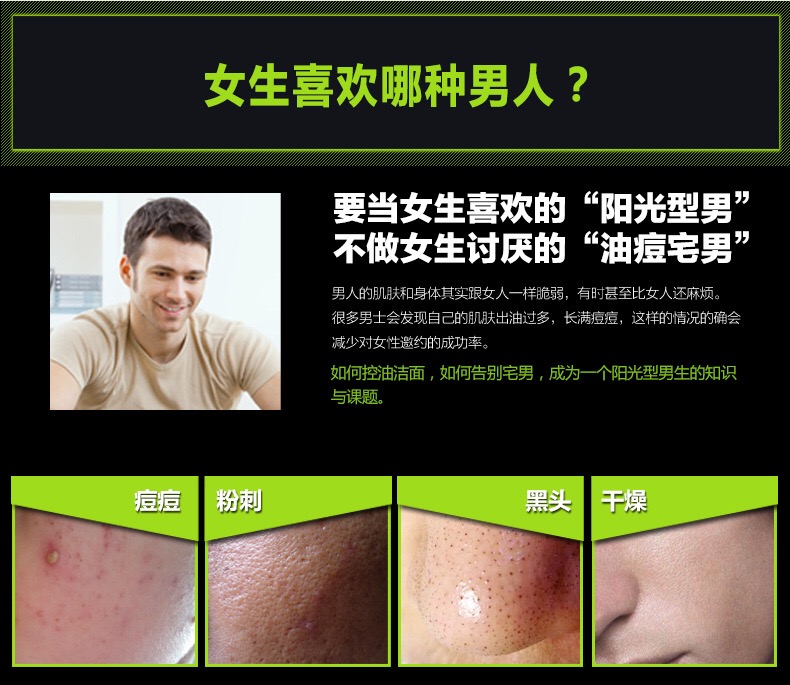 女生喜欢哪种男人？
要当女生喜欢的“阳光型男”
不做女生讨厌的“油痘宅男”
男人的肌肤和身体其实跟女人一样脆弱，有时甚至比女人还麻烦。
很多男士会发现自己的肌肤出油过多，长满痘痘，这样的情况的确会
减少对女性邀约的成功率。
如何控油洁面，如何告别宅男，成为一个阳光型男生的知识
与课题。
痘痘
粉刺
黑头
干燥